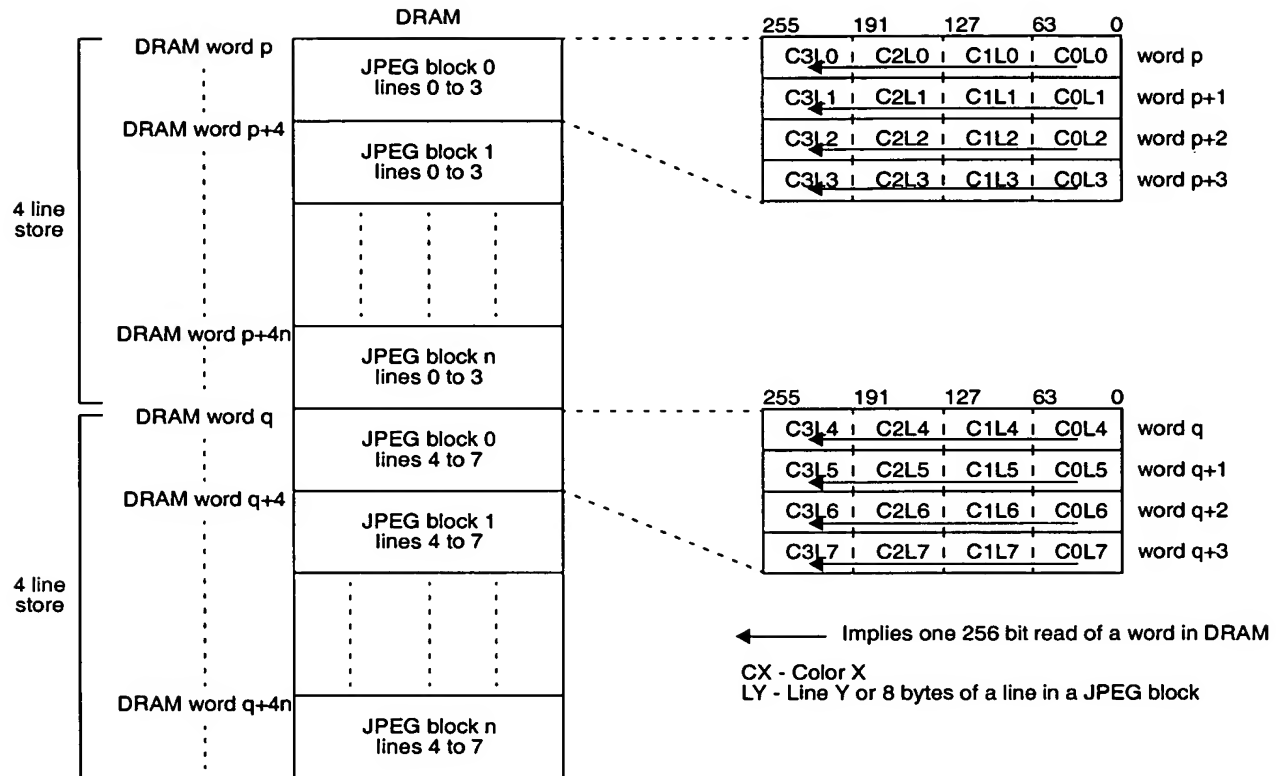 DRAM
DRAM word p
JPEG block 0
lines 0 to 3
DRAM word p+4
JPEG block 1
lines 0 to 3
4 line
store
DRAM word p+4n
JPEG block n
lines 0 to 3
DRAM word q
JPEG block 0
lines 4 to 7
DRAM word q+4
JPEG block 1
lines 4 to 7
4 line
store
DRAM word q+4n
JPEG block n
lines 4 to 7
255 191 127 63 0
C3L0 C2L0 C1L0 C0L0 word p
C3L1 C2L1 C1L1 C0L1 word p+1
C3L2 C2L2 C1L2 C0L2 word p+2
C3L3 C2L3 C1L3 C0L3 word p+3
255 191 127 63 0
C3L4 C2L4 C1L4 C0L4 word q
C3L5 C2L5 C1L5 C0L5 word q+1
C3L6 C2L6 C1L6 C0L6 word q+2
C3L7 C2L7 C1L7 C0L7 word q+3
Implies one 256 bit read of a word in DRAM
CX - Color X
LY - Line Y or 8 bytes of a line in a JPEG block